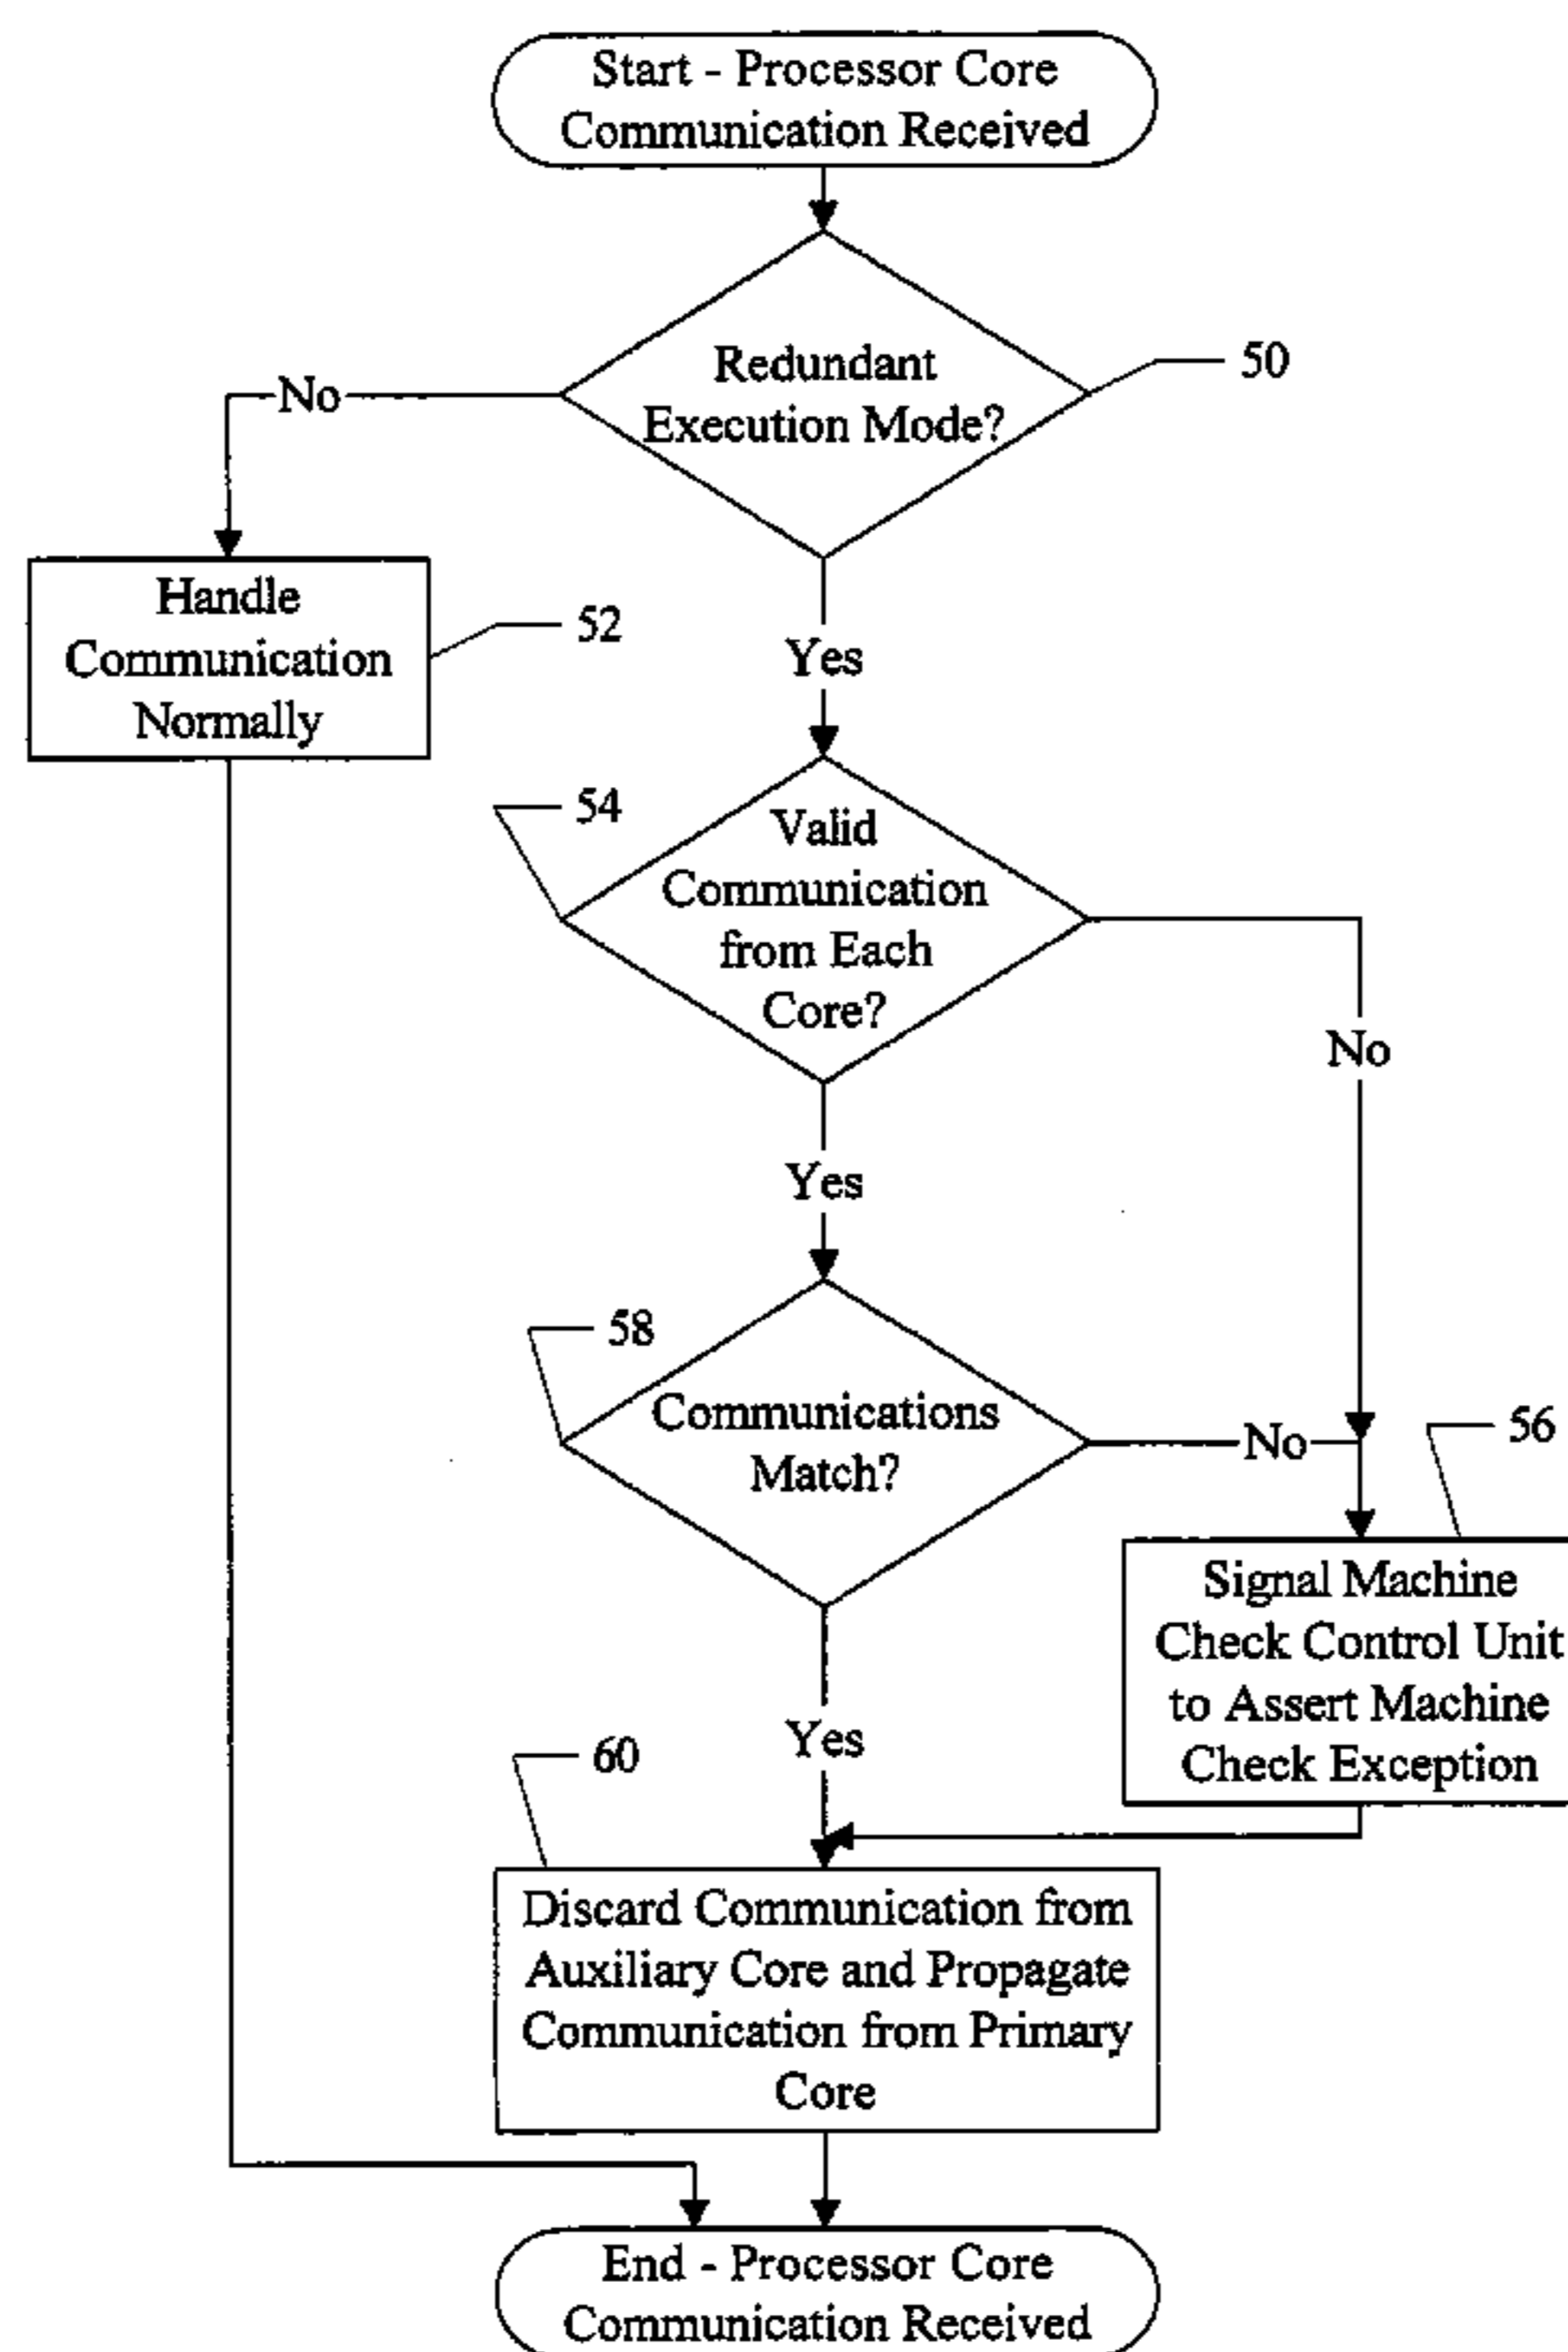 Start - Processor Core
Communication Received
Redundant
Execution Mode?
50
No
Handle
Communication
Normally
52
Yes
54
Valid
Communication
from Each
Core?
No
Yes
58
Communications
Match?
No
56
Signal Machine
Check Control Unit
to Assert Machine
Check Exception
Yes
60
Discard Communication from
Auxiliary Core and Propagate
Communication from Primary
Core
End - Processor Core
Communication Received